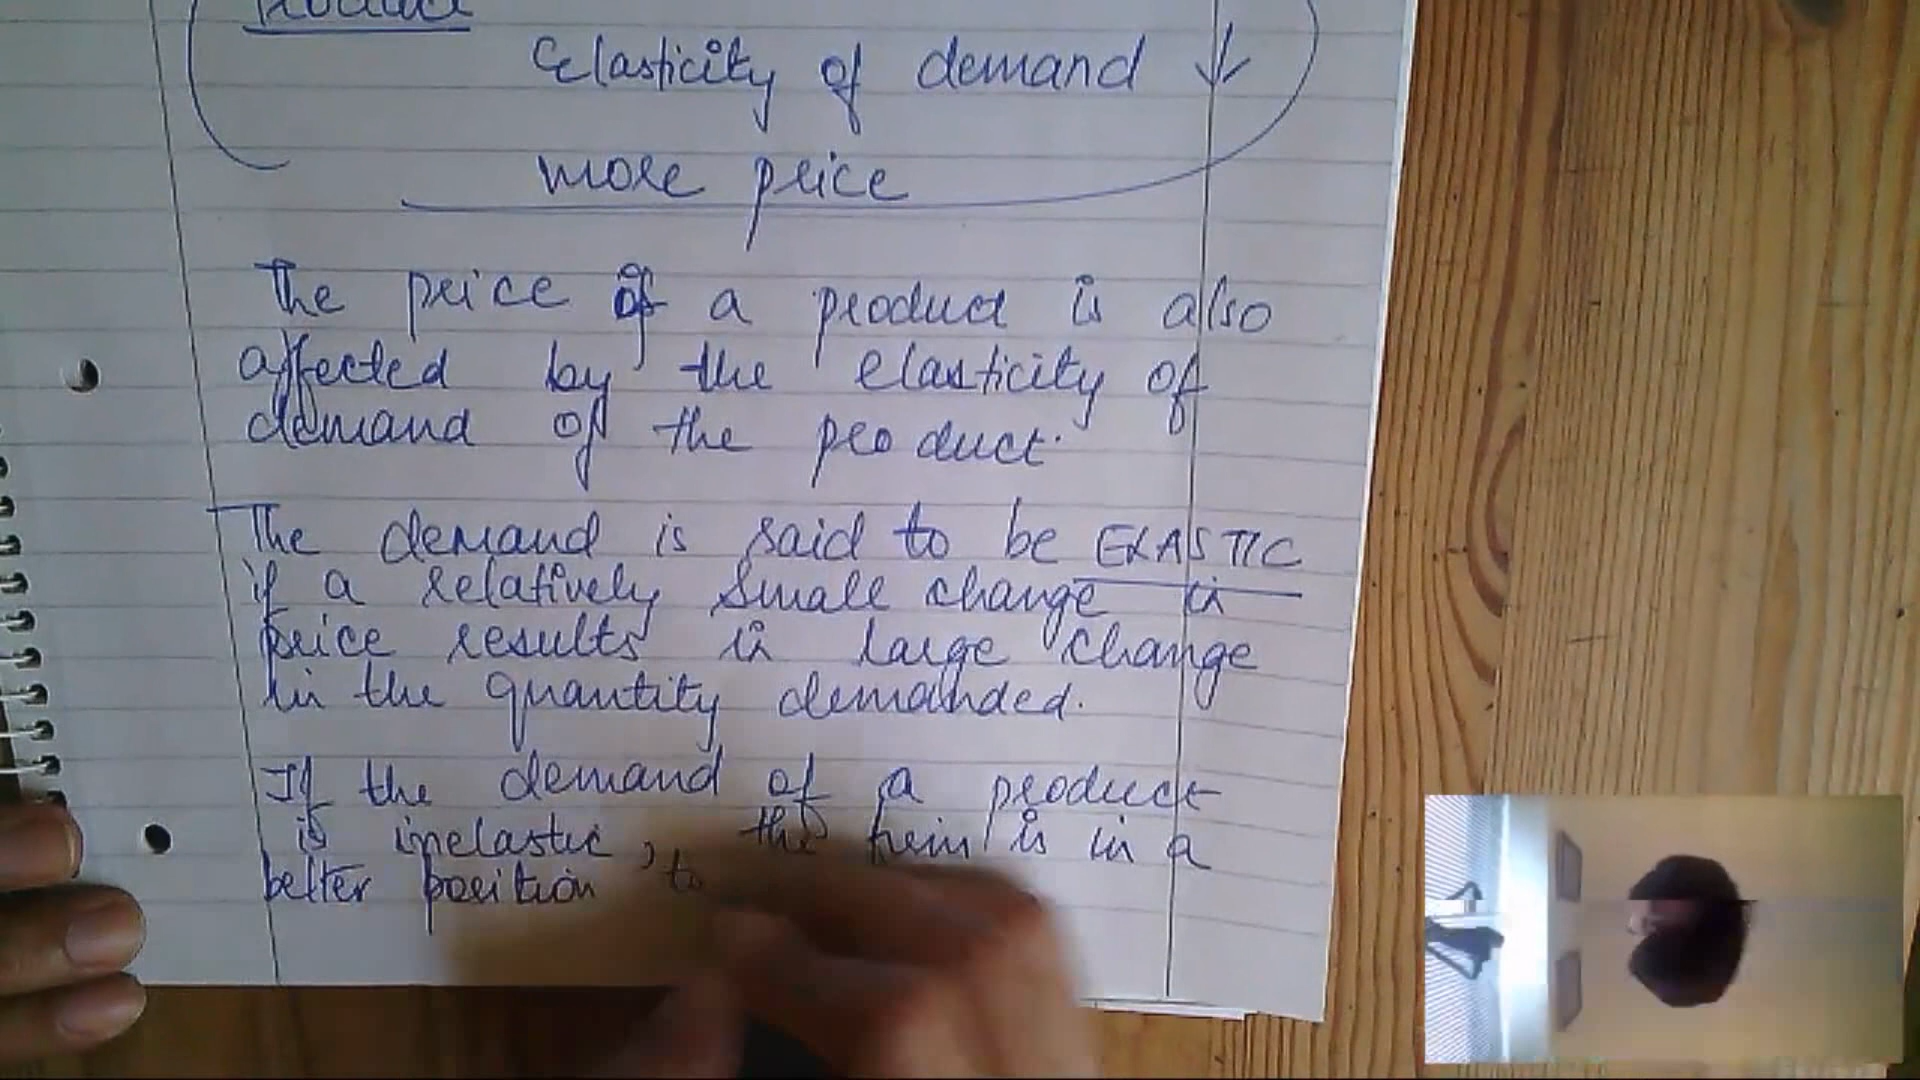 Product
Elasticity of demand ↓
more price
The price of a product is also
affected by the elasticity of
demand of the product.
The demand is said to be ELASTIC
if a relatively small change in
price results in large change
in the quantity demanded.
If the demand of a product
is inelastic, the firm is in a
better position to